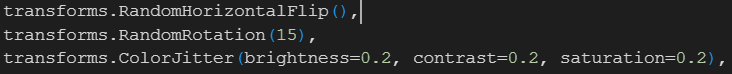 transforms.RandomHorizontalFlip(),
transforms.RandomRotation(15),
transforms.ColorJitter(brightness=0.2, contrast=0.2, saturation=0.2),